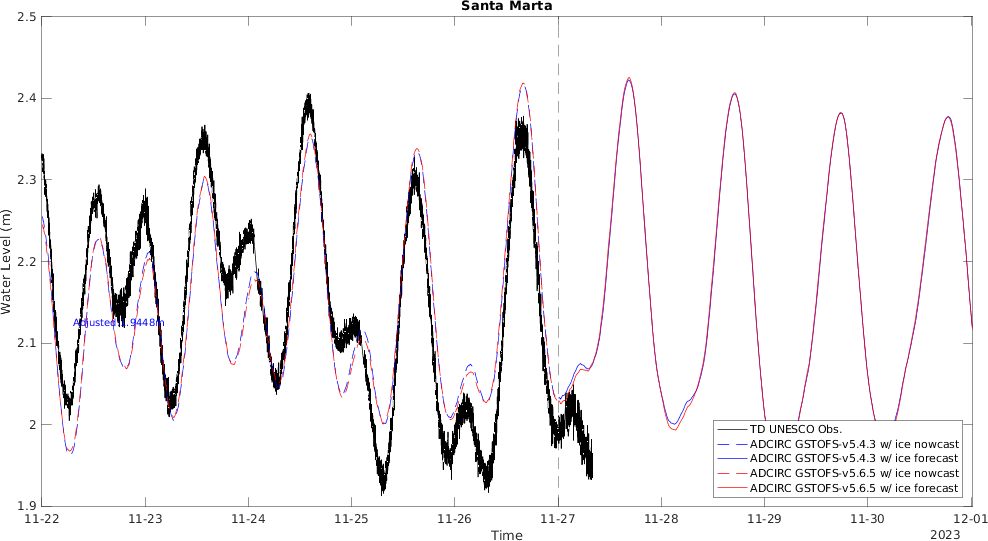 Santa Marta
2.5
2.4
2.3
2.2
2.1
2
1.9
Water Level (m)
9448m
TD UNESCO Obs.
ADCIRC GSTOFS-v5.4.3 w/ ice nowcast
ADCIRC GSTOFS-v5.4.3 w/ ice forecast
ADCIRC GSTOFS-v5.6.5 w/ ice nowcast
ADCIRC GSTOFS-v5.6.5 w/ ice forecast
11-22 11-23 11-24 11-25 11-26 11-27 11-28 11-29 11-30 12-01
Time
2023